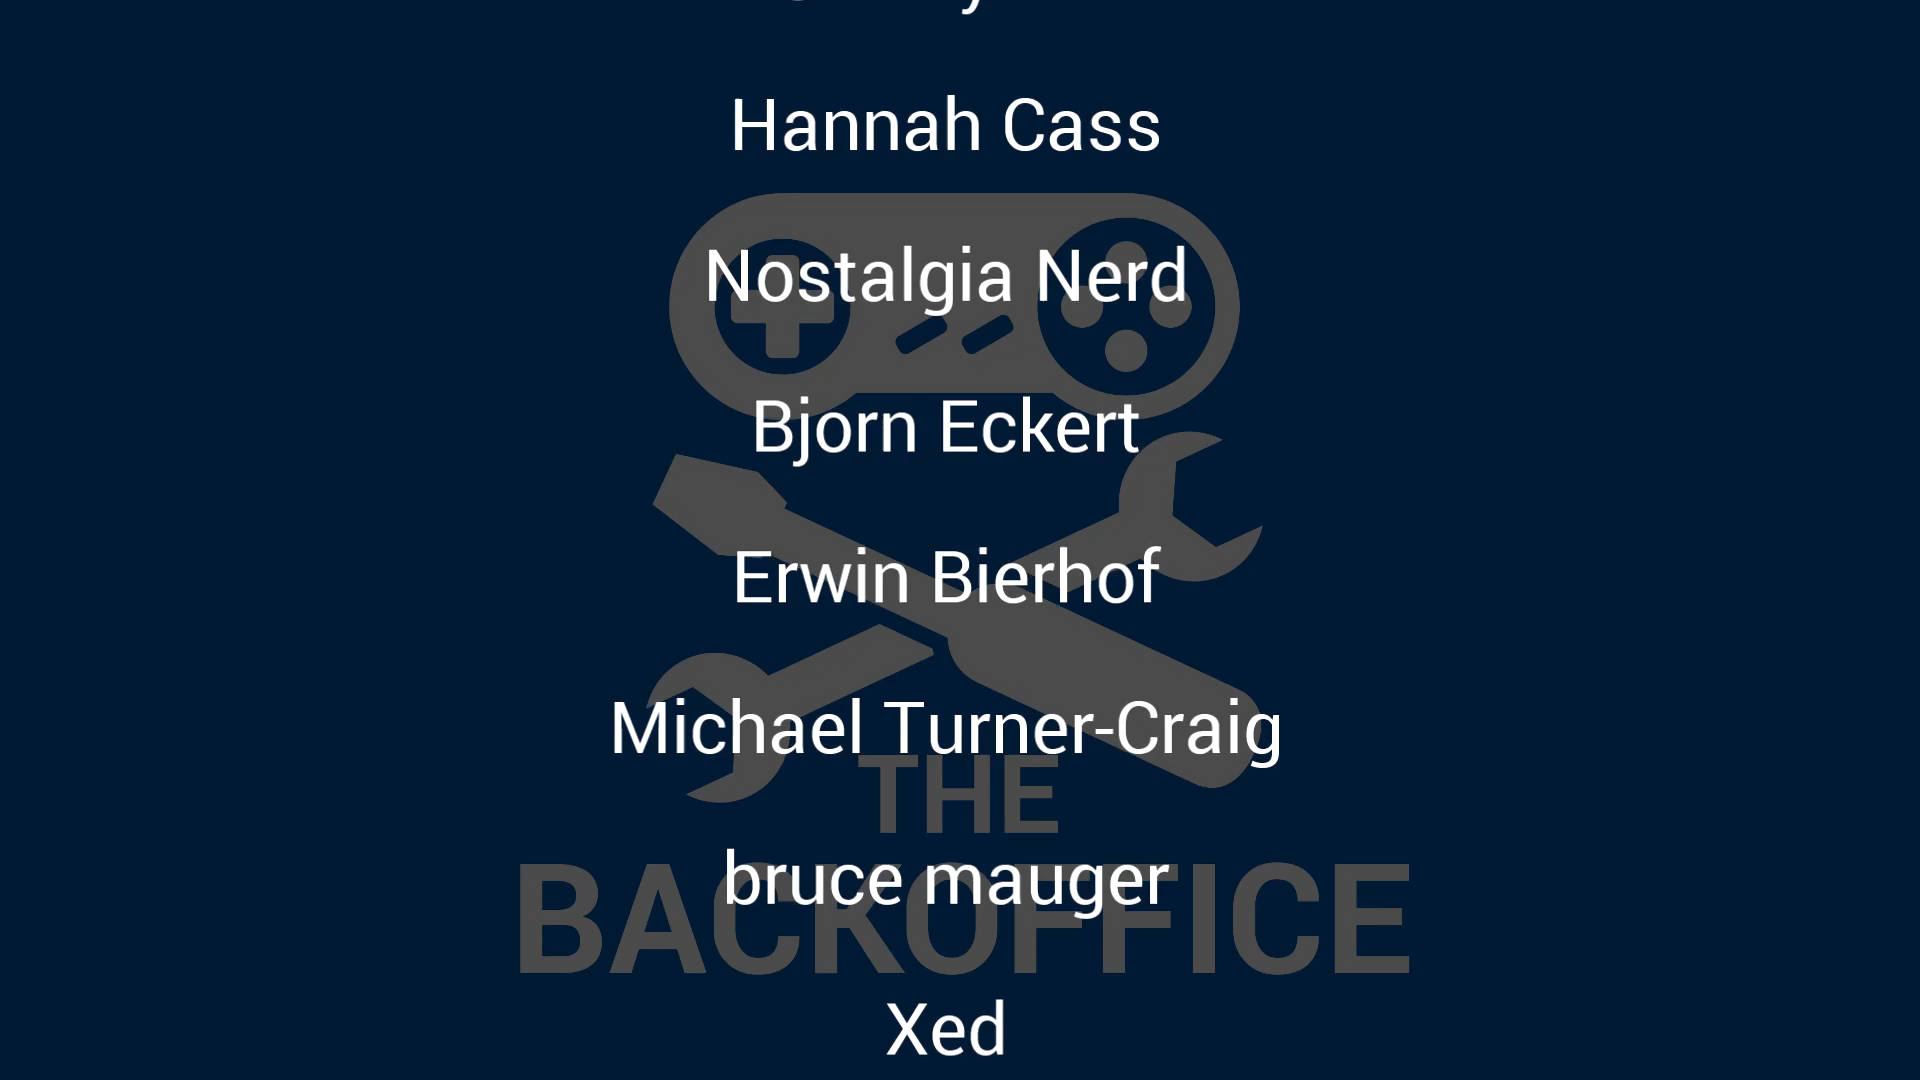 Hannah Cass
Nostalgia Nerd
Bjorn Eckert
Erwin Bierhof
Michael Turner-Craig
THE
bruce mauger
BACKOFFICE
Xed